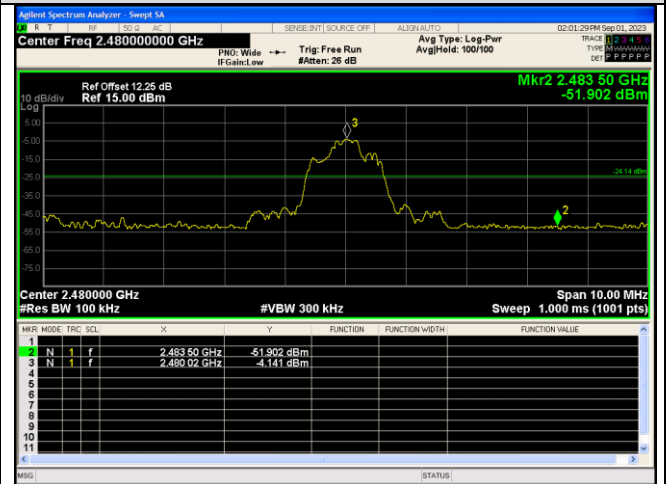 Agilent Spectrum Analyzer - Swept SA
R T RF 50 Ω AC SENSE:INT SOURCE OFF ALIGN AUTO 02:01:29PM Sep 01, 2023
Center Freq 2.480000000 GHz
PNO: Wide
IFGain:Low
Trig: Free Run
#Atten: 26 dB
Avg Type: Log-Pwr
Avg|Hold: 100/100
TRACE 1 2 3 4 5 6
TYPE M
DET P P P P P P
Ref Offset 12.25 dB
10 dB/div Ref 15.00 dBm
Log
Mkr2 2.483 50 GHz
-51.902 dBm
5.00
-5.00
-15.0
-25.0
-35.0
-45.0
-55.0
-65.0
-75.0
3
-24.14 dBm
2
Center 2.480000 GHz Span 10.00 MHz
#Res BW 100 kHz #VBW 300 kHz Sweep 1.000 ms (1001 pts)
MKR MODE TRC SCL X Y FUNCTION FUNCTION WIDTH FUNCTION VALUE
1
2 N 1 f 2.483 50 GHz -51.902 dBm
3 N 1 f 2.480 02 GHz -4.141 dBm
4
5
6
7
8
9
10
11
MSG STATUS